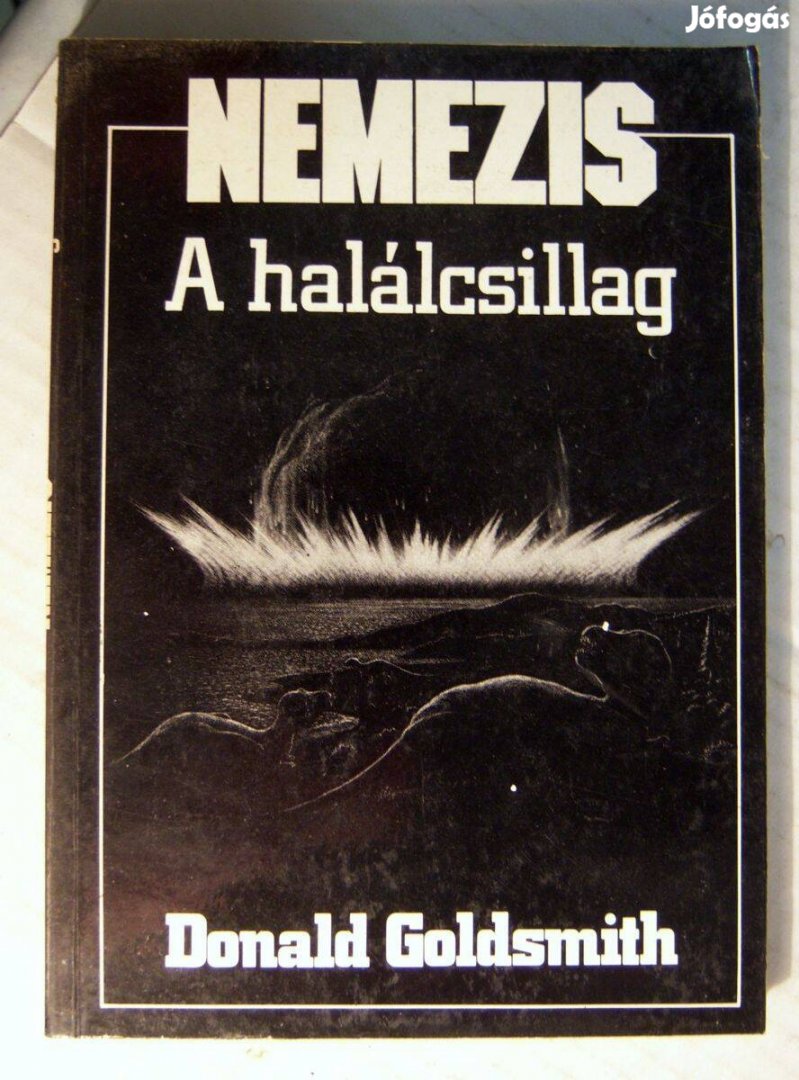 Jófogás
NEMEZIS
A halálcsillag
Donald Goldsmith